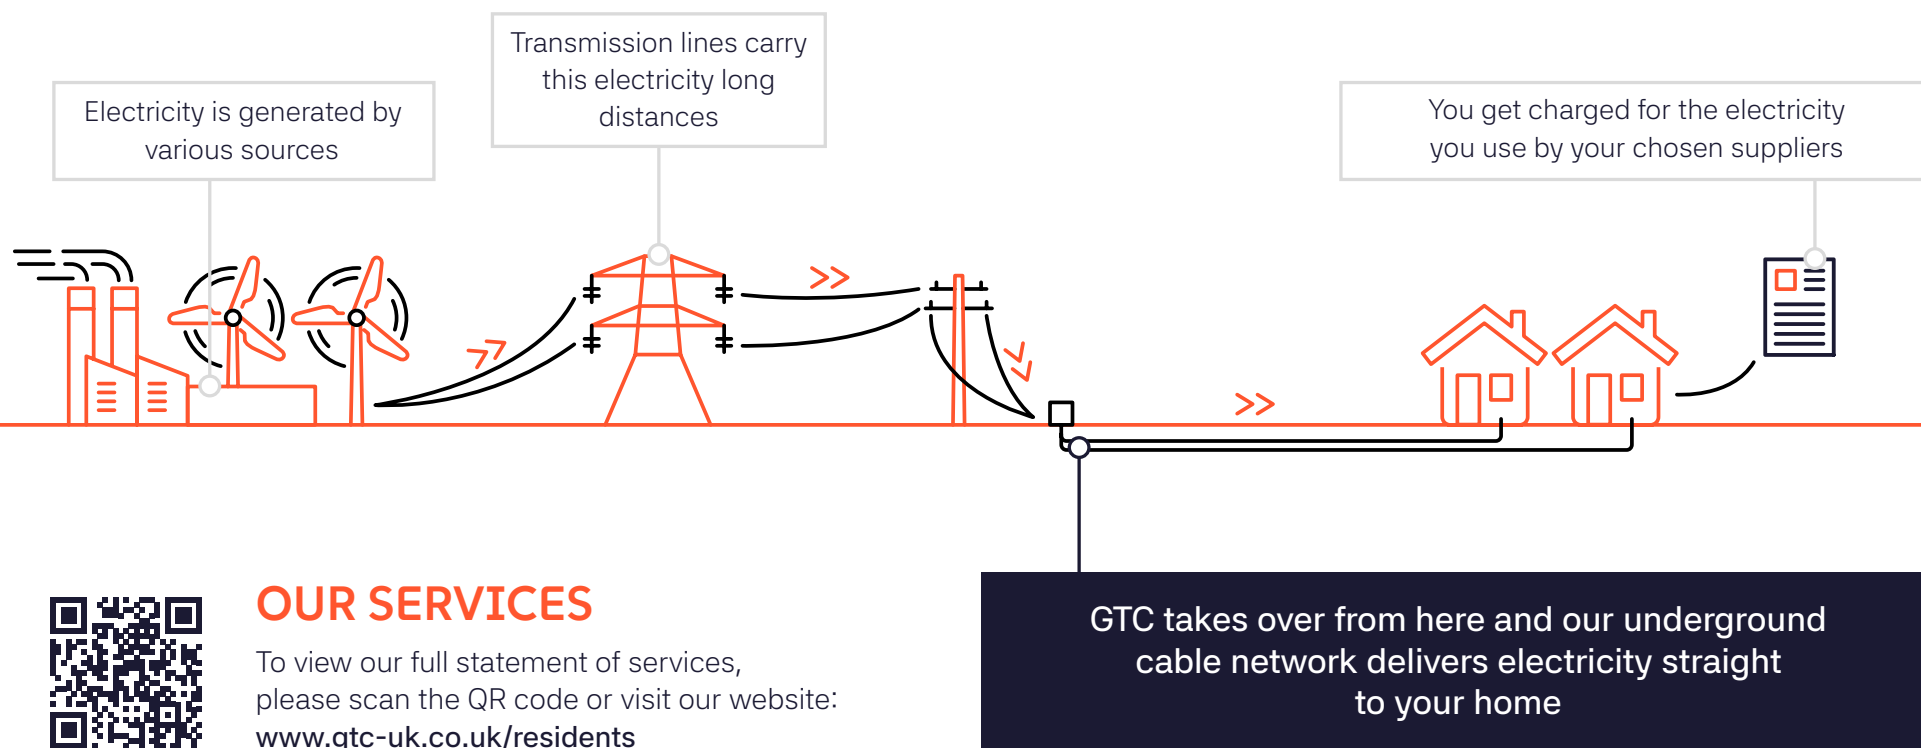 Transmission lines carry
this electricity long
distances
Electricity is generated by
various sources
You get charged for the electricity
you use by your chosen suppliers
OUR SERVICES
To view our full statement of services,
please scan the QR code or visit our website:
www.gtc-uk.co.uk/residents
GTC takes over from here and our underground
cable network delivers electricity straight
to your home